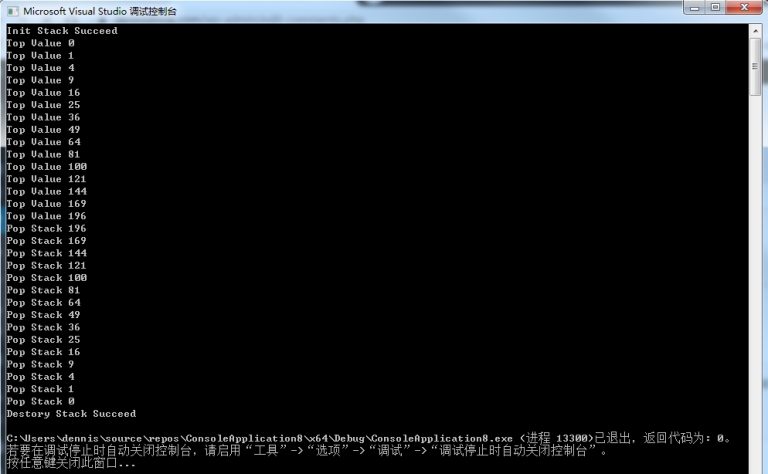 Microsoft Visual Studio 调试控制台
Init Stack Succeed
Top Value 0
Top Value 1
Top Value 4
Top Value 9
Top Value 16
Top Value 25
Top Value 36
Top Value 49
Top Value 64
Top Value 81
Top Value 100
Top Value 121
Top Value 144
Top Value 169
Top Value 196
Pop Stack 196
Pop Stack 169
Pop Stack 144
Pop Stack 121
Pop Stack 100
Pop Stack 81
Pop Stack 64
Pop Stack 49
Pop Stack 36
Pop Stack 25
Pop Stack 16
Pop Stack 9
Pop Stack 4
Pop Stack 1
Pop Stack 0
Destory Stack Succeed
C:\Users\dennis\source\repos\ConsoleApplication8\x64\Debug\ConsoleApplication8.exe (进程 13300)已退出，返回代码为: 0。
若要在调试停止时自动关闭控制台，请启用“工具”->“选项”->“调试”->“调试停止时自动关闭控制台”。
按任意键关闭此窗口...